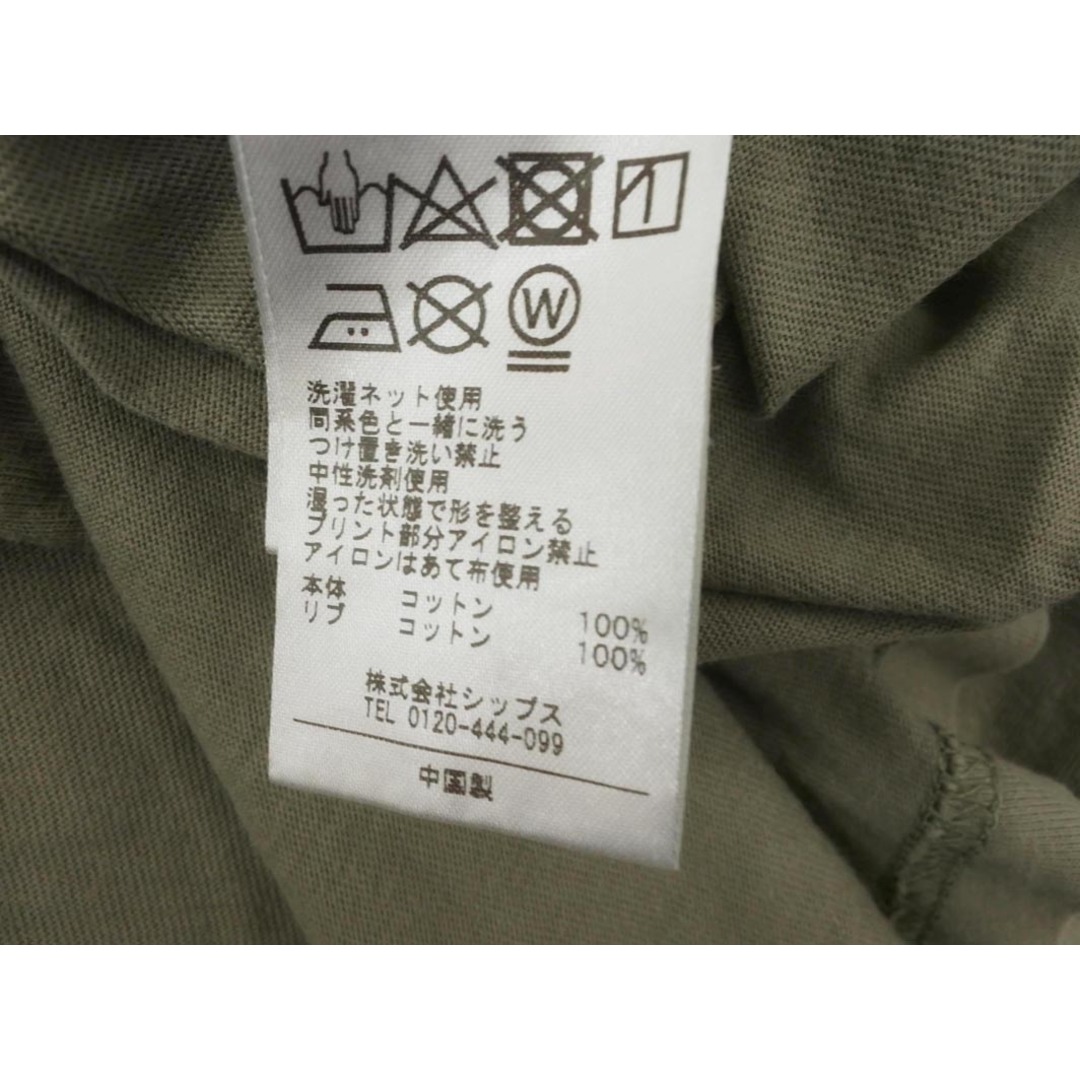 W
洗濯ネット使用
同系色と一緒に洗う
つけ置き洗い禁止
中性洗剤使用
湿った状態で形を整える
プリント部分アイロン禁止
アイロンはあて布使用
本体 コットン 100%
リブ コットン 100%
株式会社シップス
TEL 0120-444-099
中国製